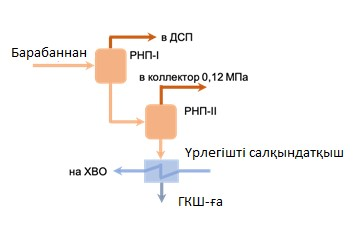 в ДСП
Барабаннан
РНП-I
в коллектор 0,12 МПа
РНП-II
Үрлегішті салқындатқыш
на ХВО
ГКШ-ға